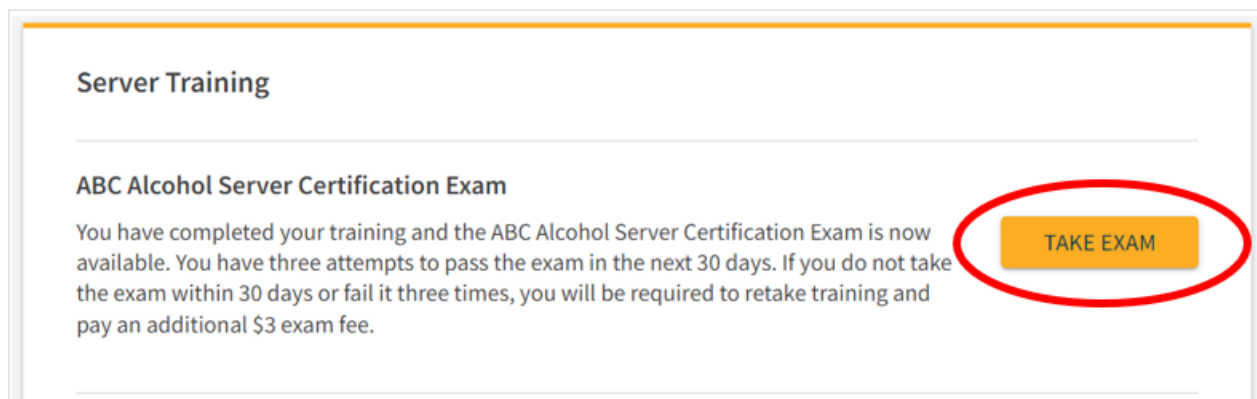 Server Training
ABC Alcohol Server Certification Exam
You have completed your training and the ABC Alcohol Server Certification Exam is now
available. You have three attempts to pass the exam in the next 30 days. If you do not take
the exam within 30 days or fail it three times, you will be required to retake training and
pay an additional $3 exam fee.
TAKE EXAM